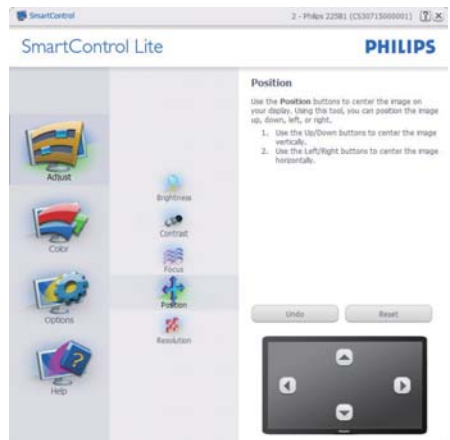 SmartControl
2 - Philips 225B1 (CS30715000001)
SmartControl Lite
PHILIPS
Adjust
Color
Options
Help
Brightness
Contrast
Focus
Position
Resolution
Position
Use the Position buttons to center the image on
your display. Using this tool, you can position the image
up, down, left, or right.
1. Use the Up/Down buttons to center the image
vertically.
2. Use the Left/Right buttons to center the image
horizontally.
Undo
Reset